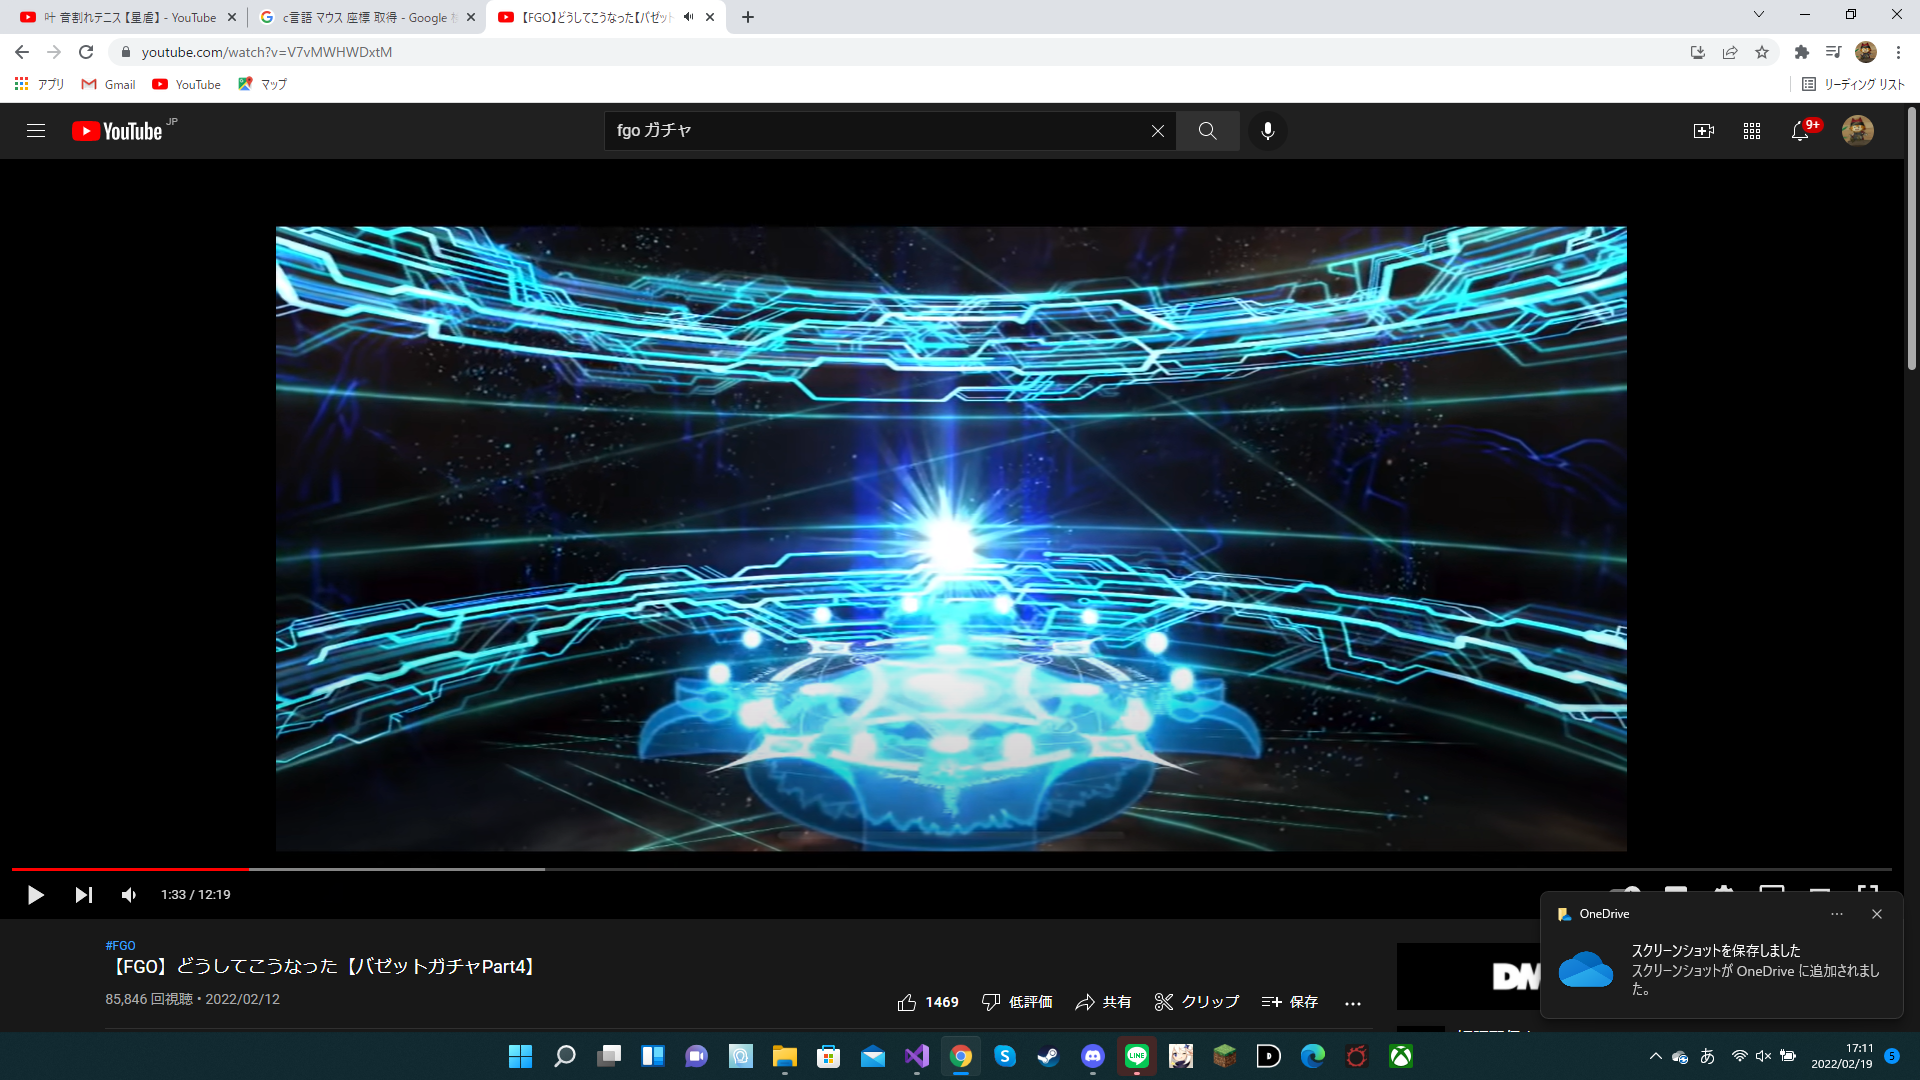 叶 音割れテニス【星虐】 - YouTube
c言語 マウス 座標 取得 - Google
【FGO】どうしてこうなった【バゼット
youtube.com/watch?v=V7vMWHWDxtM
アプリ
Gmail
YouTube
マップ
リーディング リスト
YouTube JP
fgo ガチャ
9+
1:33 / 12:19
#FGO
【FGO】どうしてこうなった【バゼットガチャPart4】
85,846 回視聴・2022/02/12
1469
低評価
共有
クリップ
保存
DM
OneDrive
スクリーンショットを保存しました
スクリーンショットが OneDrive に追加されまし
た。
LINE
あ
17:11
2022/02/19
5